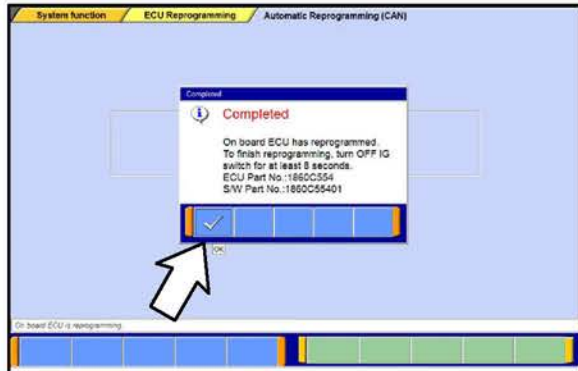 System function
ECU Reprogramming
Automatic Reprogramming (CAN)
Completed
Completed
On board ECU has reprogrammed.
To finish reprogramming, turn OFF IG
switch for at least 8 seconds.
ECU Part No.:1860C554
S/W Part No.:1860C55401
OK
On board ECU is reprogramming.